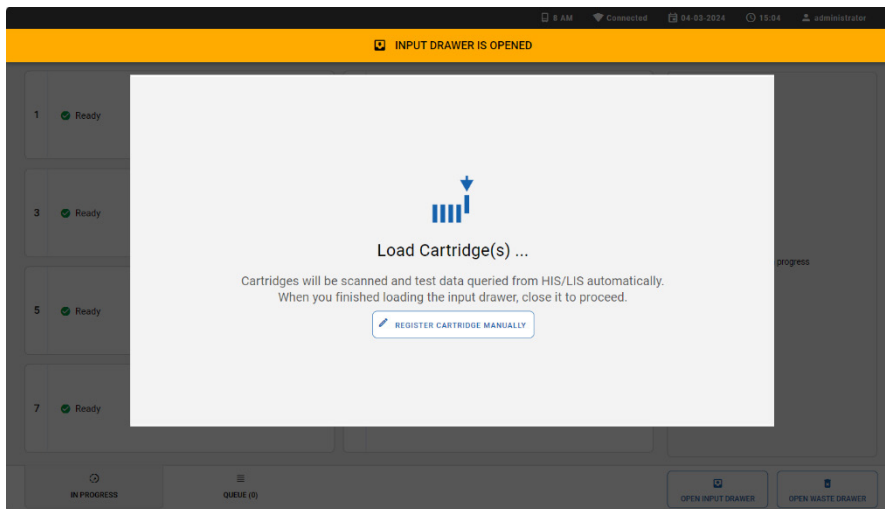 8 AM Connected 04-03-2024 15:04 administrator
INPUT DRAWER IS OPENED
1 Ready
3 Ready
5 Ready
7 Ready
Load Cartridge(s) ...
Cartridges will be scanned and test data queried from HIS/LIS automatically.
When you finished loading the input drawer, close it to proceed.
REGISTER CARTRIDGE MANUALLY
progress
IN PROGRESS
QUEUE (0)
OPEN INPUT DRAWER
OPEN WASTE DRAWER